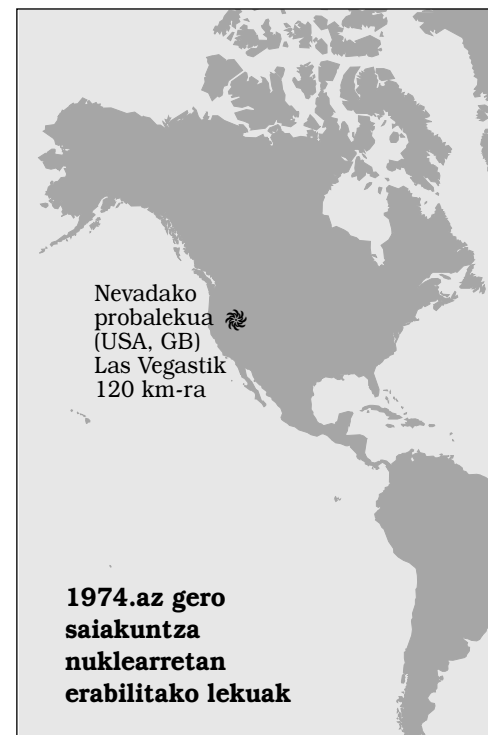 Nevadako
probalekua
(USA, GB)
Las Vegastik
120 km-ra
1974.az gero
saiakuntza
nuklearretan
erabilitako lekuak